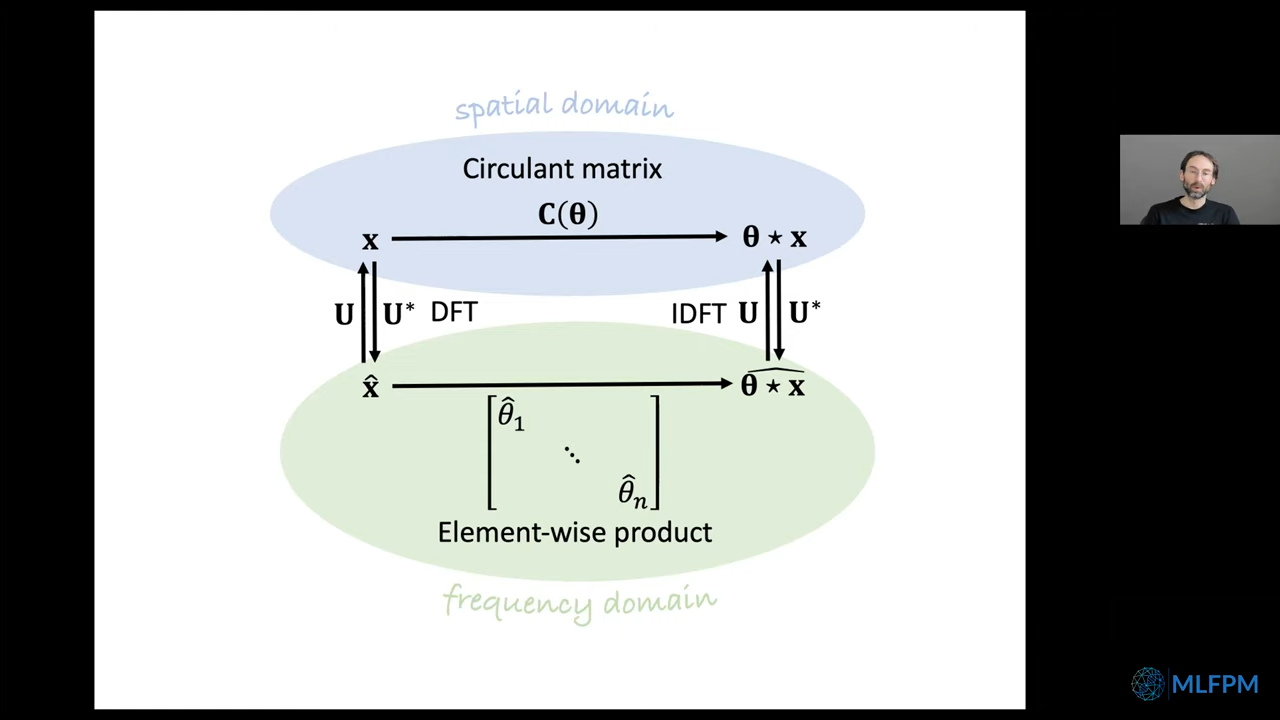 spatial domain
Circulant matrix
C(θ)
x
θ ⋆ x
U U* DFT
IDFT U U*
x̂
θ ⋆ x
θ̂₁
⋱
θ̂ₙ
Element-wise product
frequency domain
MLFPM